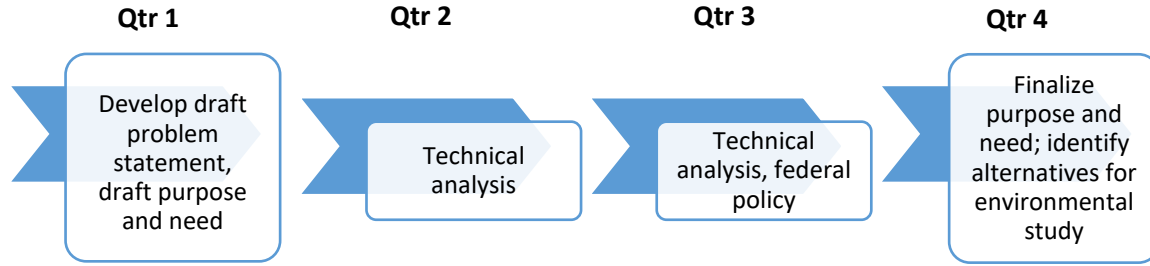 Qtr 1
Qtr 2
Qtr 3
Qtr 4
Develop draft
problem
statement,
draft purpose
and need
Technical
analysis
Technical
analysis, federal
policy
Finalize
purpose and
need; identify
alternatives for
environmental
study